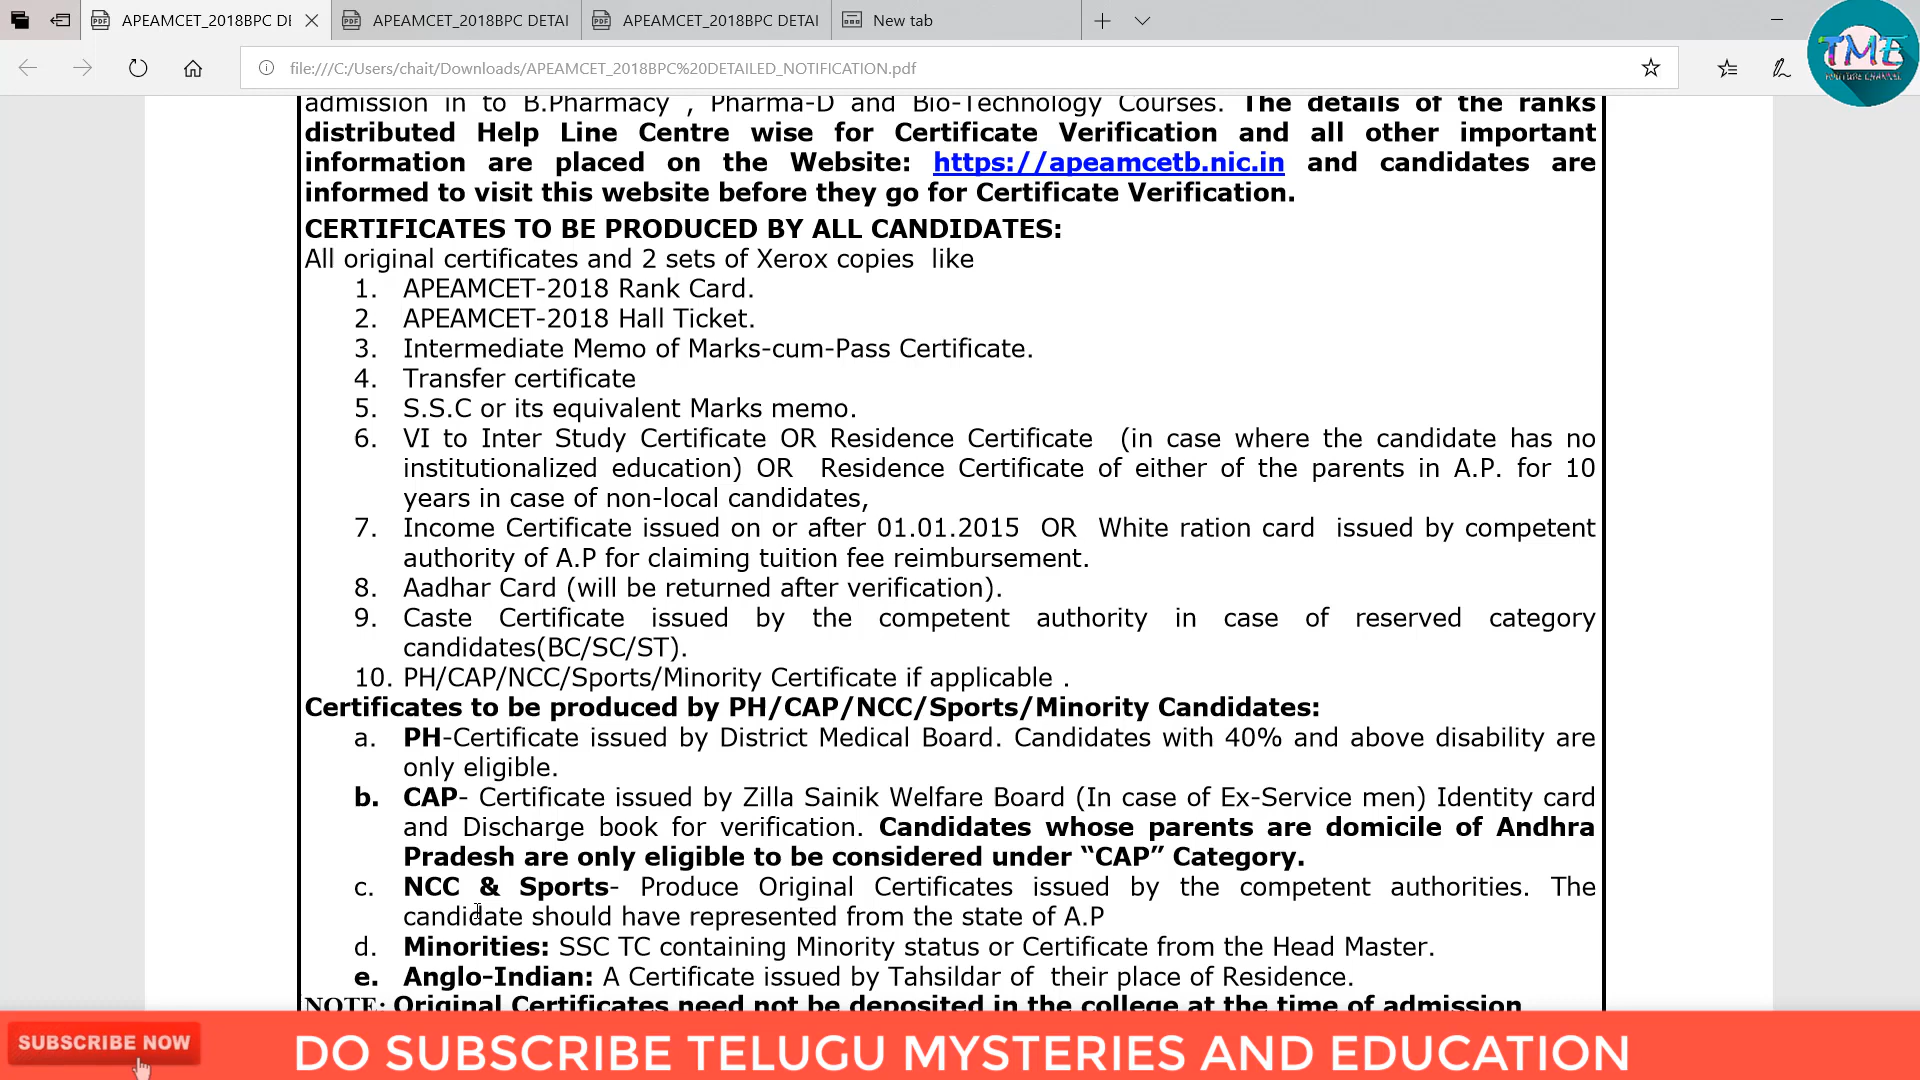 APEAMCET_2018BPC DE
APEAMCET_2018BPC DETAI
APEAMCET_2018BPC DETAI
New tab
file:///C:/Users/chait/Downloads/APEAMCET_2018BPC%20DETAILED_NOTIFICATION.pdf
TME
YOUTUBE CHANNEL
admission in to B.Pharmacy , Pharma-D and Bio-Technology Courses. The details of the ranks
distributed Help Line Centre wise for Certificate Verification and all other important
information are placed on the Website: https://apeamcetb.nic.in and candidates are
informed to visit this website before they go for Certificate Verification.
CERTIFICATES TO BE PRODUCED BY ALL CANDIDATES:
All original certificates and 2 sets of Xerox copies like
1. APEAMCET-2018 Rank Card.
2. APEAMCET-2018 Hall Ticket.
3. Intermediate Memo of Marks-cum-Pass Certificate.
4. Transfer certificate
5. S.S.C or its equivalent Marks memo.
6. VI to Inter Study Certificate OR Residence Certificate (in case where the candidate has no
institutionalized education) OR Residence Certificate of either of the parents in A.P. for 10
years in case of non-local candidates,
7. Income Certificate issued on or after 01.01.2015 OR White ration card issued by competent
authority of A.P for claiming tuition fee reimbursement.
8. Aadhar Card (will be returned after verification).
9. Caste Certificate issued by the competent authority in case of reserved category
candidates(BC/SC/ST).
10. PH/CAP/NCC/Sports/Minority Certificate if applicable .
Certificates to be produced by PH/CAP/NCC/Sports/Minority Candidates:
a. PH-Certificate issued by District Medical Board. Candidates with 40% and above disability are
only eligible.
b. CAP- Certificate issued by Zilla Sainik Welfare Board (In case of Ex-Service men) Identity card
and Discharge book for verification. Candidates whose parents are domicile of Andhra
Pradesh are only eligible to be considered under “CAP” Category.
c. NCC & Sports- Produce Original Certificates issued by the competent authorities. The
candidate should have represented from the state of A.P
d. Minorities: SSC TC containing Minority status or Certificate from the Head Master.
e. Anglo-Indian: A Certificate issued by Tahsildar of their place of Residence.
NOTE: Original Certificates need not be deposited in the college at the time of admission
SUBSCRIBE NOW
DO SUBSCRIBE TELUGU MYSTERIES AND EDUCATION